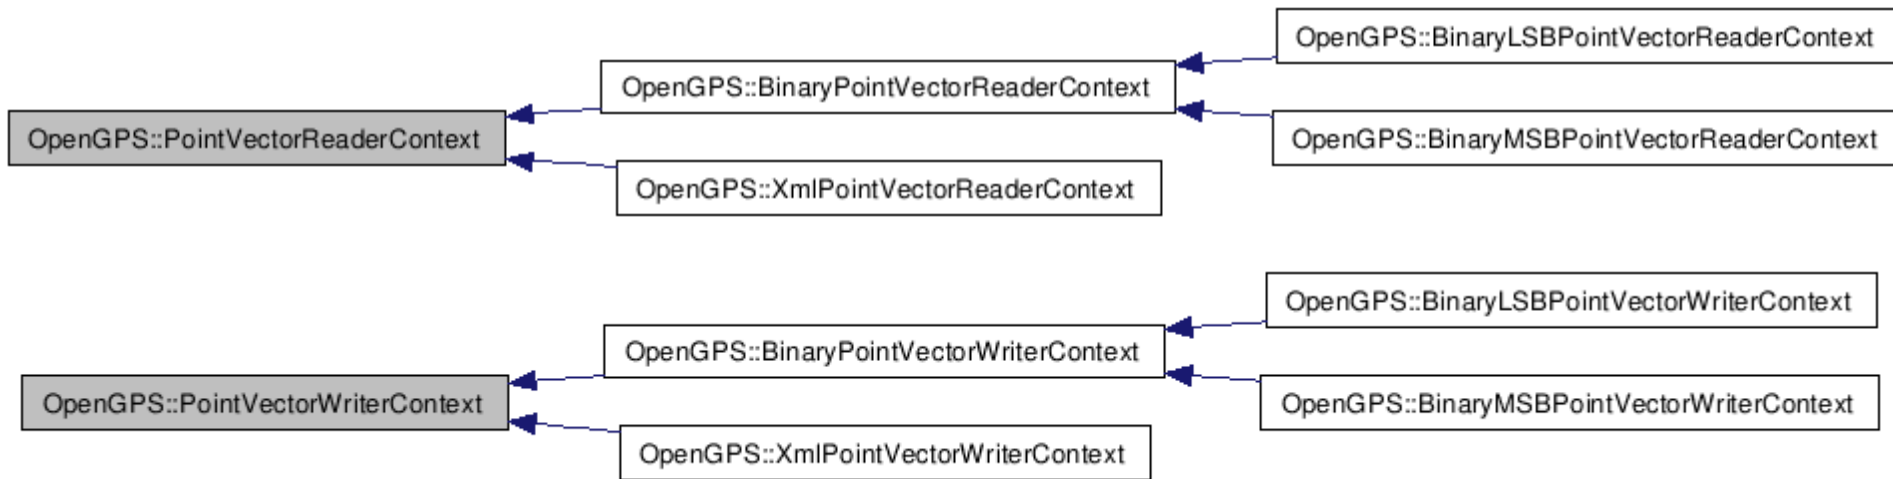 OpenGPS::BinaryLSBPointVectorReaderContext
OpenGPS::BinaryPointVectorReaderContext
OpenGPS::PointVectorReaderContext
OpenGPS::BinaryMSBPointVectorReaderContext
OpenGPS::XmlPointVectorReaderContext
OpenGPS::BinaryLSBPointVectorWriterContext
OpenGPS::BinaryPointVectorWriterContext
OpenGPS::PointVectorWriterContext
OpenGPS::BinaryMSBPointVectorWriterContext
OpenGPS::XmlPointVectorWriterContext